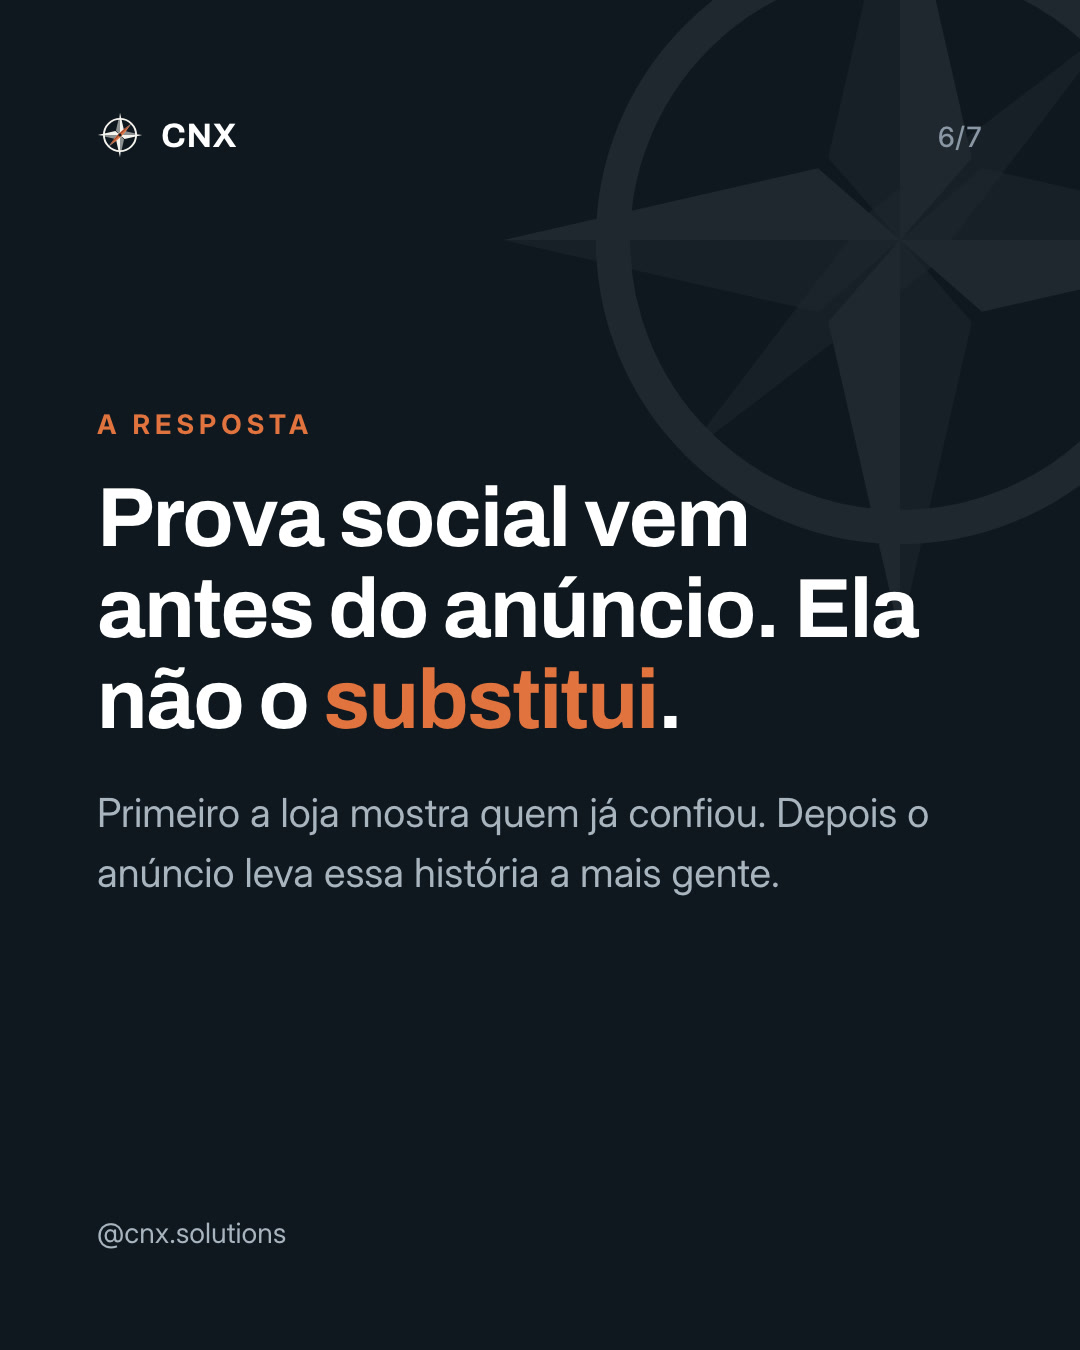 CNX
6/7
A RESPOSTA
Prova social vem
antes do anúncio. Ela
não o substitui.
Primeiro a loja mostra quem já confiou. Depois o
anúncio leva essa história a mais gente.
@cnx.solutions